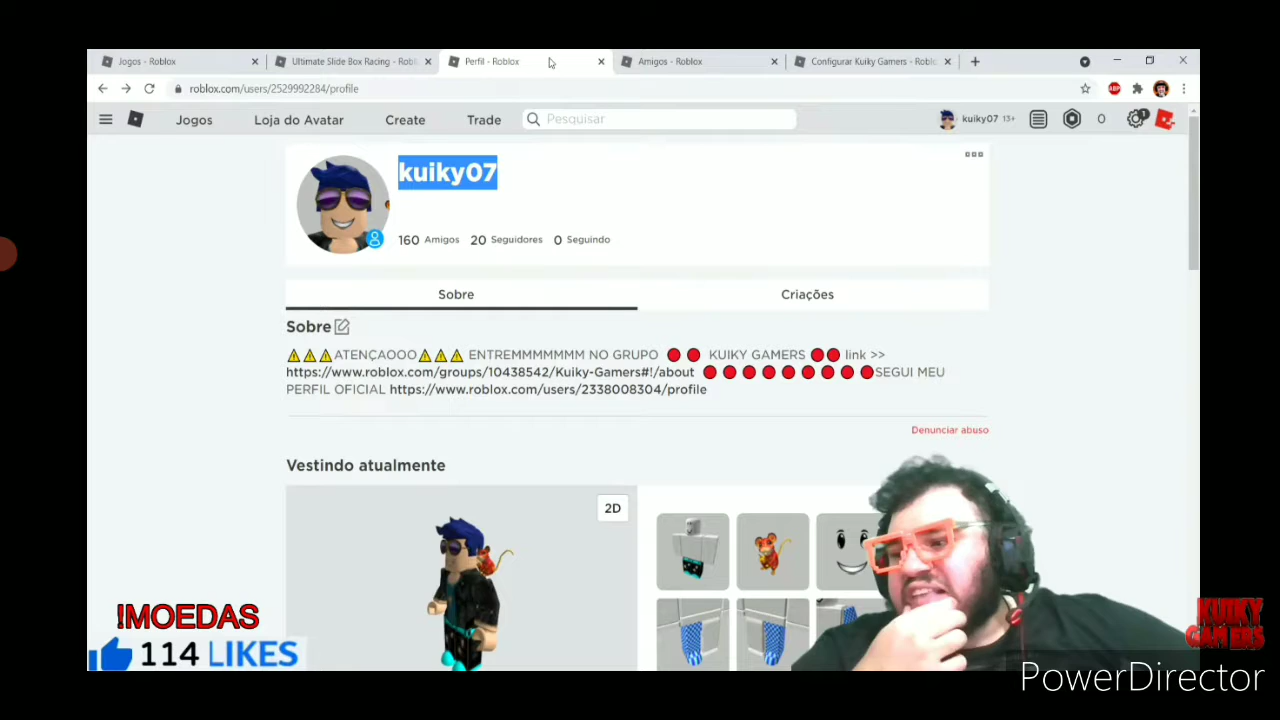 Jogos - Roblox
Ultimate Slide Box Racing - Robl
Perfil - Roblox
Amigos - Roblox
Configurar Kuiky Gamers - Roblo
roblox.com/users/2529992284/profile
ABP
Jogos
Loja do Avatar
Create
Trade
Pesquisar
kuiky07 13+
0
1
kuiky07
160 Amigos 20 Seguidores 0 Seguindo
Sobre
Criações
Sobre
⚠⚠⚠ATENÇAOOO⚠⚠⚠ ENTREMMMMMM NO GRUPO 🔴 🔴 KUIKY GAMERS 🔴🔴 link >>
https://www.roblox.com/groups/10438542/Kuiky-Gamers#!/about 🔴🔴🔴🔴🔴🔴🔴🔴🔴SEGUI MEU
PERFIL OFICIAL https://www.roblox.com/users/2338008304/profile
Denunciar abuso
Vestindo atualmente
2D
!MOEDAS
114 LIKES
KUIKY
GAMERS
PowerDirector